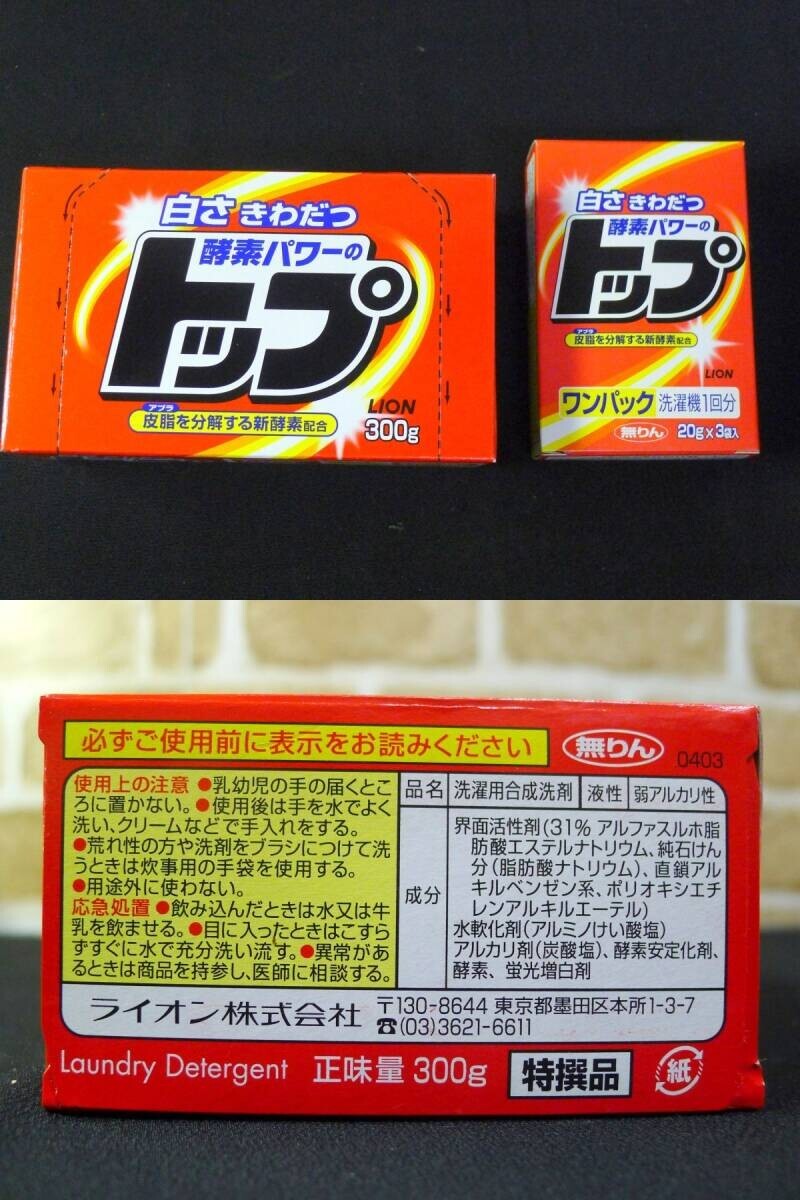 白さ きわだつ
酵素パワーの
トップ
アブラ
皮脂を分解する新酵素配合
LION
300g
白さ きわだつ
酵素パワーの
トップ
アブラ
皮脂を分解する新酵素配合
LION
ワンパック 洗濯機1回分
無りん 20g×3袋入
必ずご使用前に表示をお読みください 無りん 0403
使用上の注意 ●乳幼児の手の届くとこ
ろに置かない。●使用後は手を水でよく
洗い、クリームなどで手入れをする。
●荒れ性の方や洗剤をブラシにつけて洗
うときは炊事用の手袋を使用する。
●用途外に使わない。
応急処置 ●飲み込んだときは水又は牛
乳を飲ませる。●目に入ったときはこすら
ずすぐに水で充分洗い流す。●異常があ
るときは商品を持参し、医師に相談する。
品名 洗濯用合成洗剤 液性 弱アルカリ性
成分
界面活性剤(31% アルファスルホ脂
肪酸エステルナトリウム、純石けん
分(脂肪酸ナトリウム)、直鎖アル
キルベンゼン系、ポリオキシエチ
レンアルキルエーテル)
水軟化剤(アルミノけい酸塩)
アルカリ剤(炭酸塩)、酵素安定化剤、
酵素、蛍光増白剤
ライオン株式会社 〒130-8644 東京都墨田区本所1-3-7
☎(03)3621-6611
Laundry Detergent 正味量 300g 特撰品 紙